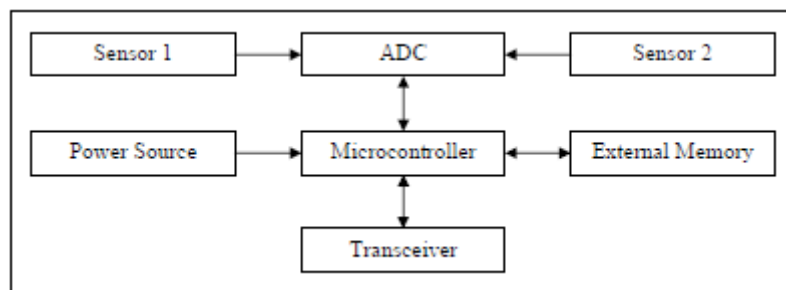 Sensor 1
ADC
Sensor 2
Power Source
Microcontroller
External Memory
Transceiver